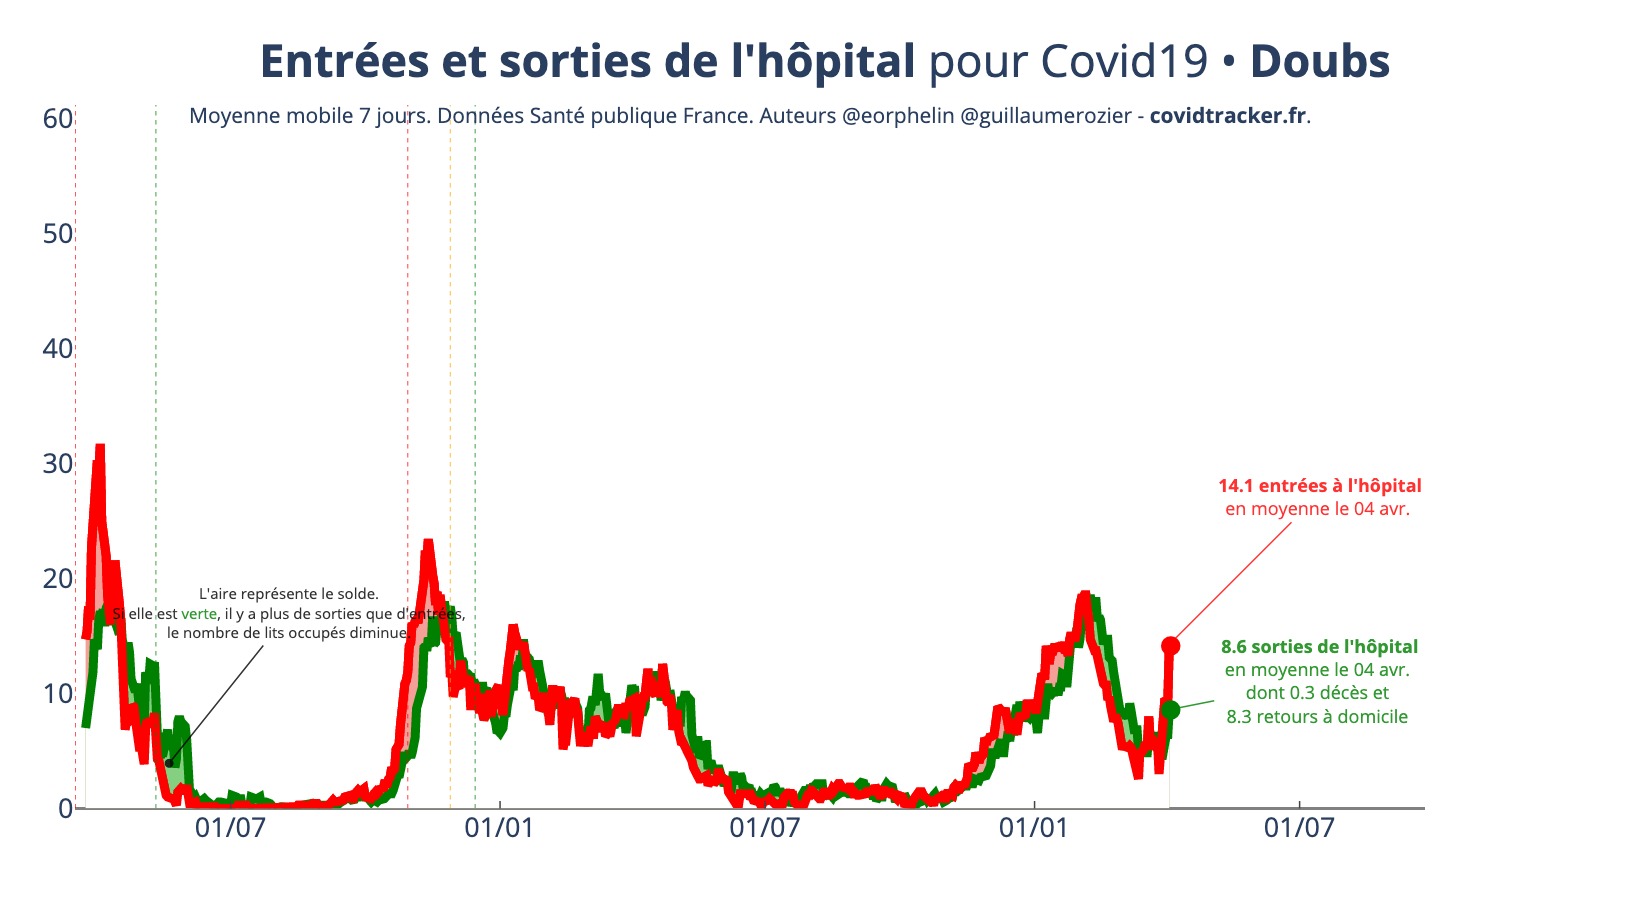 Entrées et sorties de l'hôpital pour Covid19 • Doubs
Moyenne mobile 7 jours. Données Santé publique France. Auteurs @eorphelin @guillaumerozier - covidtracker.fr.
60
50
40
30
20
10
0
L'aire représente le solde.
Si elle est verte, il y a plus de sorties que d'entrées,
le nombre de lits occupés diminue.
14.1 entrées à l'hôpital
en moyenne le 04 avr.
8.6 sorties de l'hôpital
en moyenne le 04 avr.
dont 0.3 décès et
8.3 retours à domicile
01/07
01/01
01/07
01/01
01/07